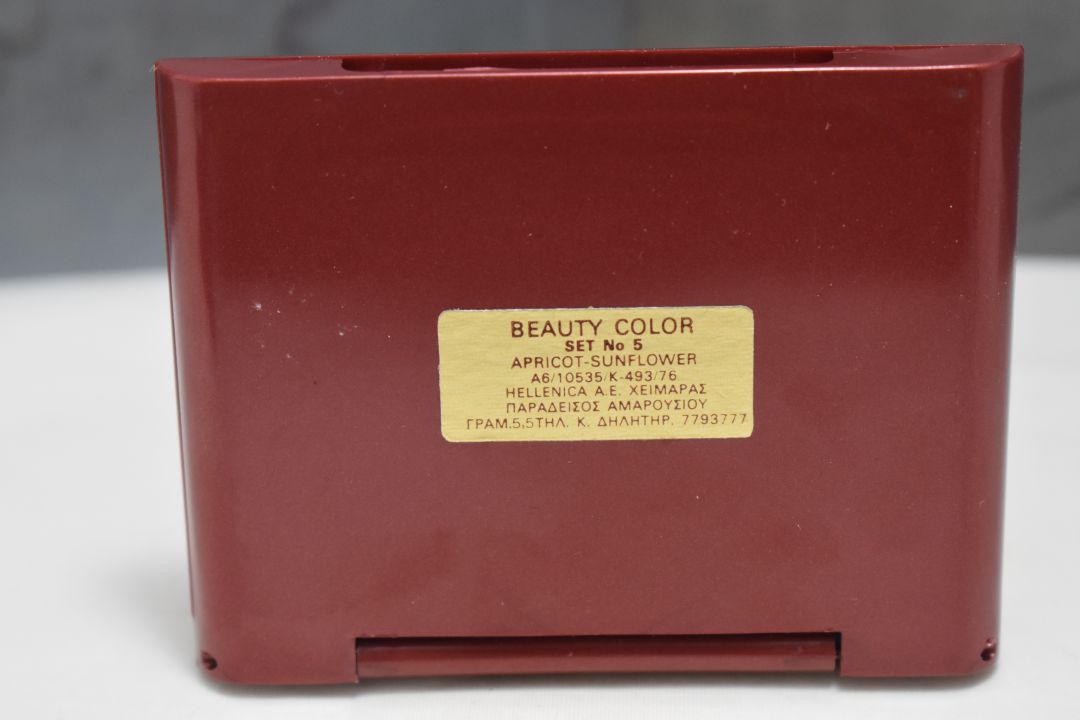 BEAUTY COLOR
SET No 5
APRICOT-SUNFLOWER
A6/10535/K-493/76
HELLENICA A.E. ΧΕΙΜΑΡΑΣ
ΠΑΡΑΔΕΙΣΟΣ ΑΜΑΡΟΥΣΙΟΥ
ΓΡΑΜ.5,5ΤΗΛ. Κ. ΔΗΛΗΤΗΡ. 7793777